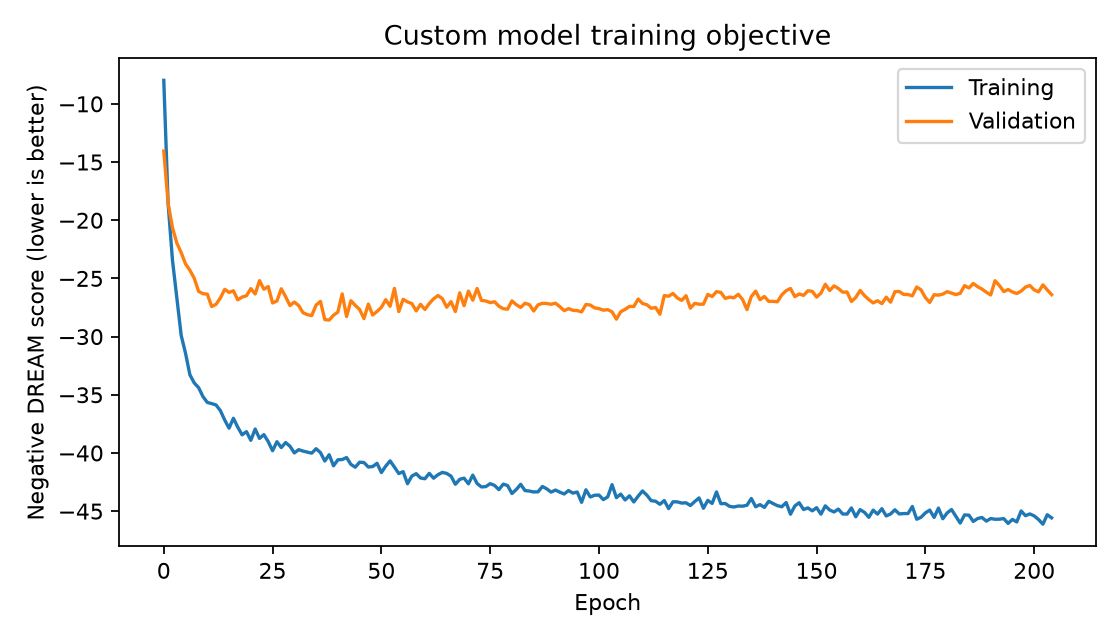 Custom model training objective
Negative DREAM score (lower is better)
−10
−15
−20
−25
−30
−35
−40
−45
Training
Validation
0 25 50 75 100 125 150 175 200
Epoch